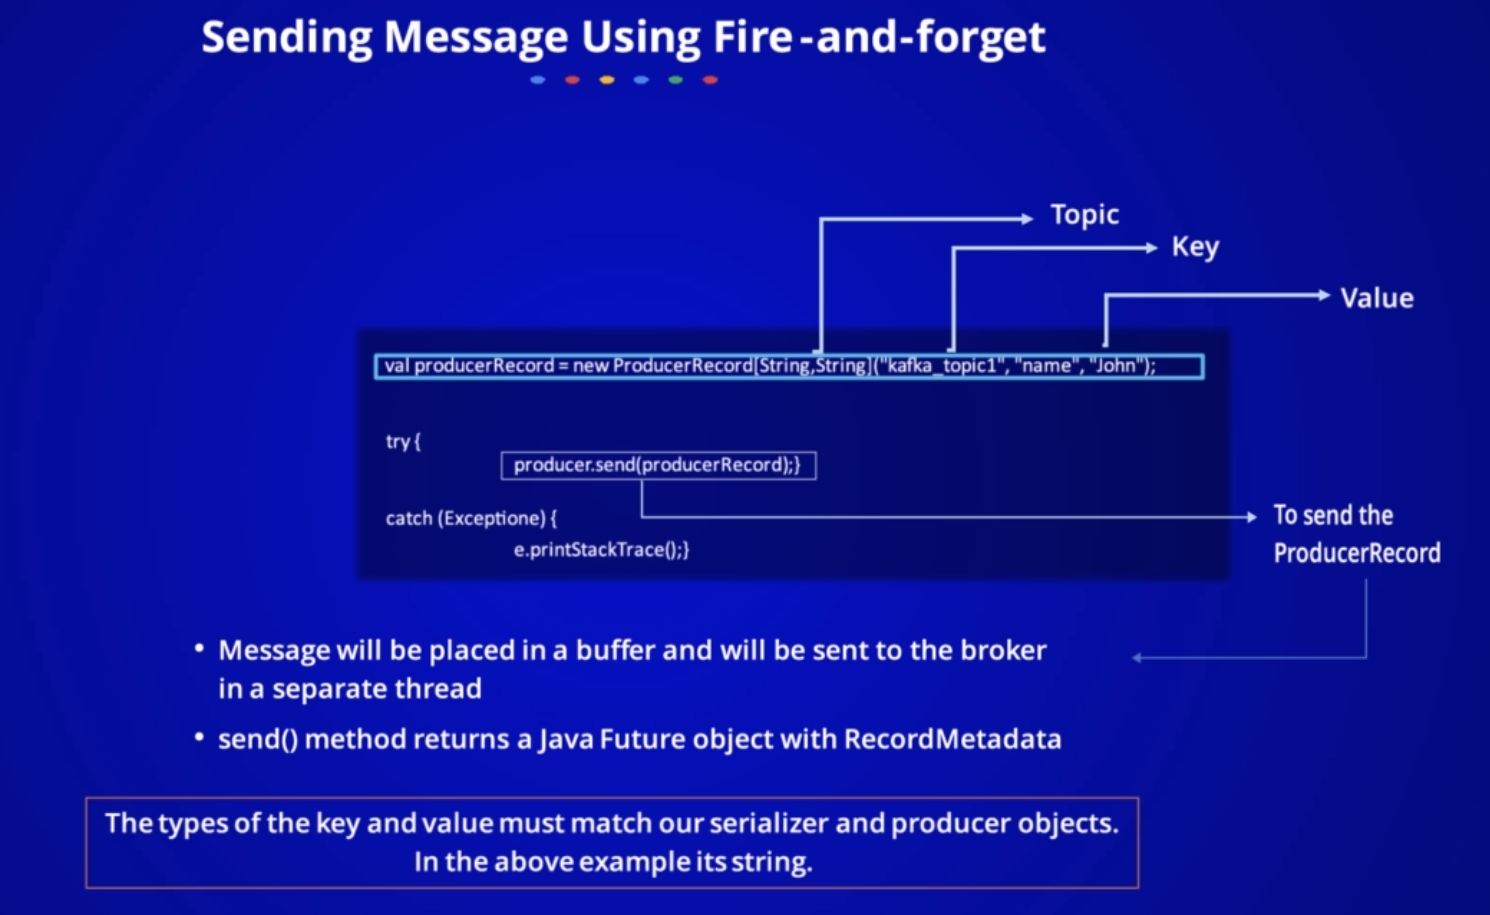 Sending Message Using Fire-and-forget
Topic
Key
Value
val producerRecord = new ProducerRecord[String,String]("kafka_topic1", "name", "John");
try {
producer.send(producerRecord);}
catch (Exceptione) {
e.printStackTrace();}
To send the
ProducerRecord
• Message will be placed in a buffer and will be sent to the broker
in a separate thread
• send() method returns a Java Future object with RecordMetadata
The types of the key and value must match our serializer and producer objects.
In the above example its string.